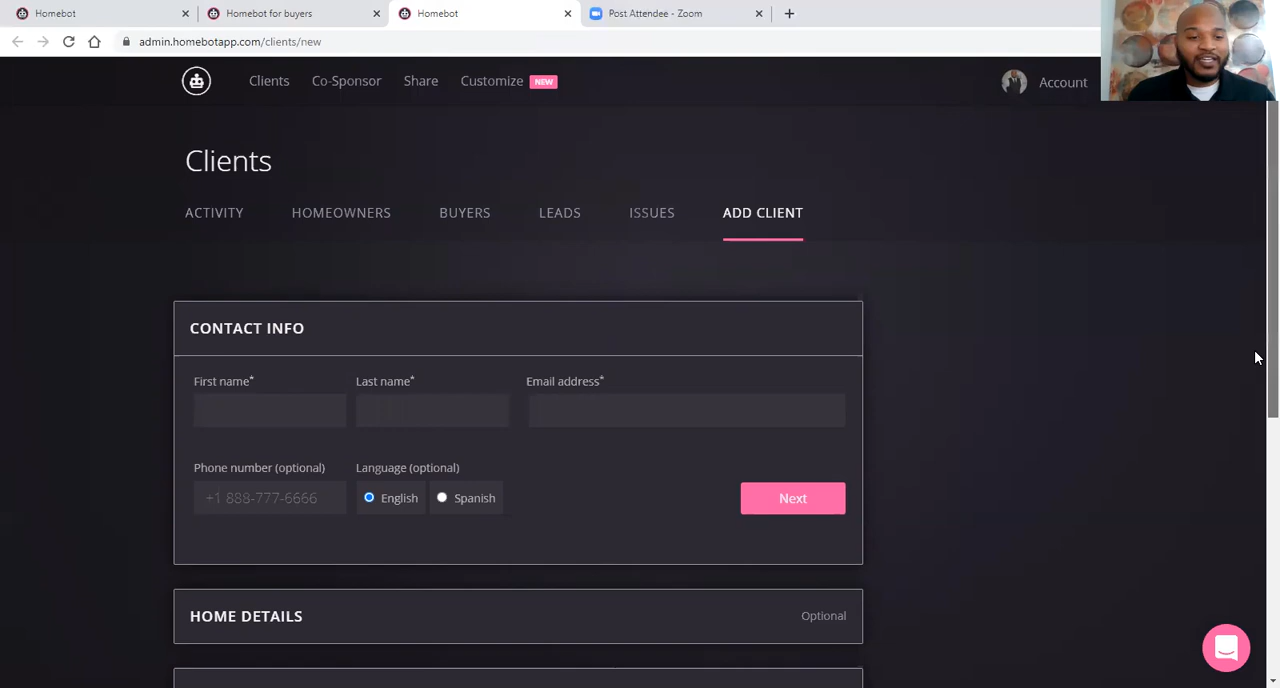 Homebot
Homebot for buyers
Homebot
Post Attendee - Zoom
admin.homebotapp.com/clients/new
Clients
Co-Sponsor
Share
Customize NEW
Account
Clients
ACTIVITY
HOMEOWNERS
BUYERS
LEADS
ISSUES
ADD CLIENT
CONTACT INFO
First name*
Last name*
Email address*
Phone number (optional)
Language (optional)
+1 888-777-6666
English
Spanish
Next
HOME DETAILS
Optional